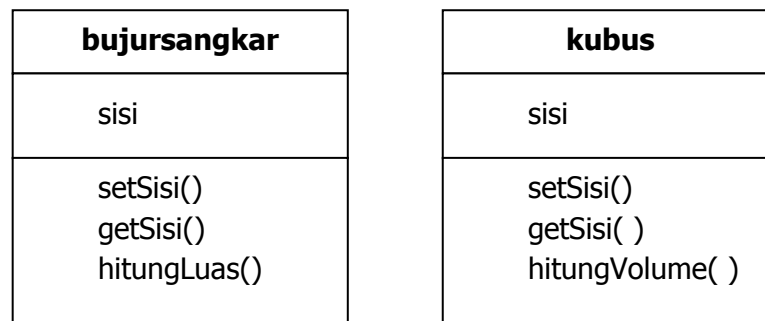 bujursangkar
sisi
setSisi()
getSisi()
hitungLuas()
kubus
sisi
setSisi()
getSisi( )
hitungVolume( )